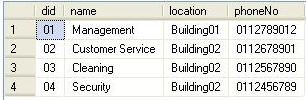 did name location phoneNo
1 01 Management Building01 0112789012
2 02 Customer Service Building02 0112678901
3 03 Cleaning Building02 0112567890
4 04 Security Building02 0112456789